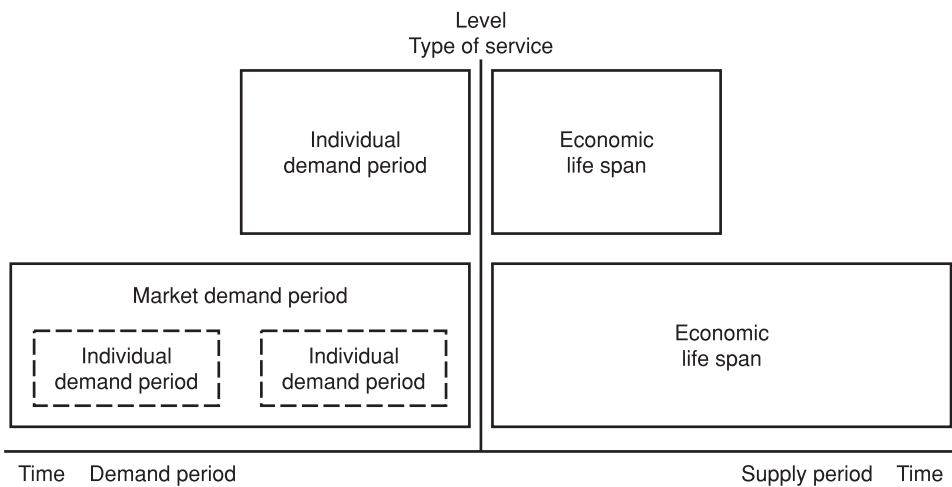 Level
Type of service
Individual
demand period
Economic
life span
Market demand period
Individual
demand period
Individual
demand period
Economic
life span
Time Demand period Supply period Time